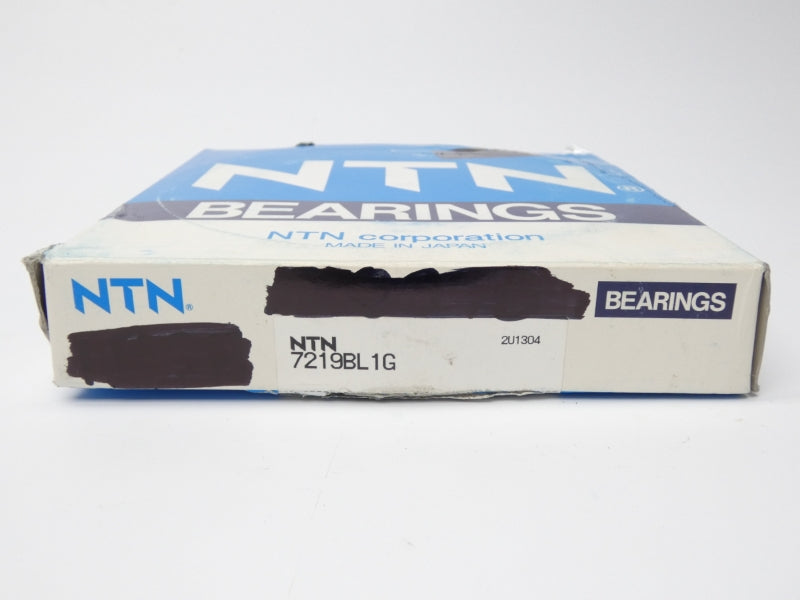 NTN®
BEARINGS
NTN corporation
MADE IN JAPAN
NTN®
BEARINGS
NTN 2U1304
7219BL1G